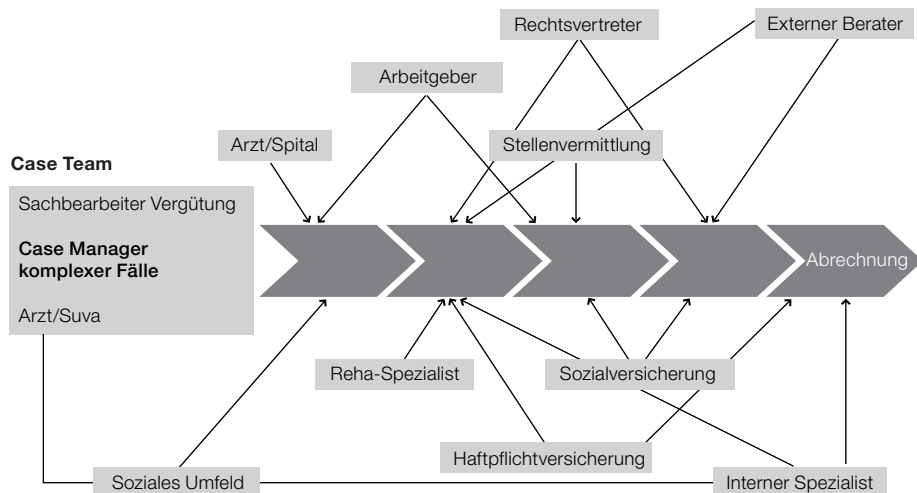 Rechtsvertreter
Externer Berater
Arbeitgeber
Arzt/Spital
Stellenvermittlung
Case Team
Sachbearbeiter Vergütung
Case Manager
komplexer Fälle
Arzt/Suva
Abrechnung
Reha-Spezialist
Sozialversicherung
Haftpflichtversicherung
Soziales Umfeld
Interner Spezialist